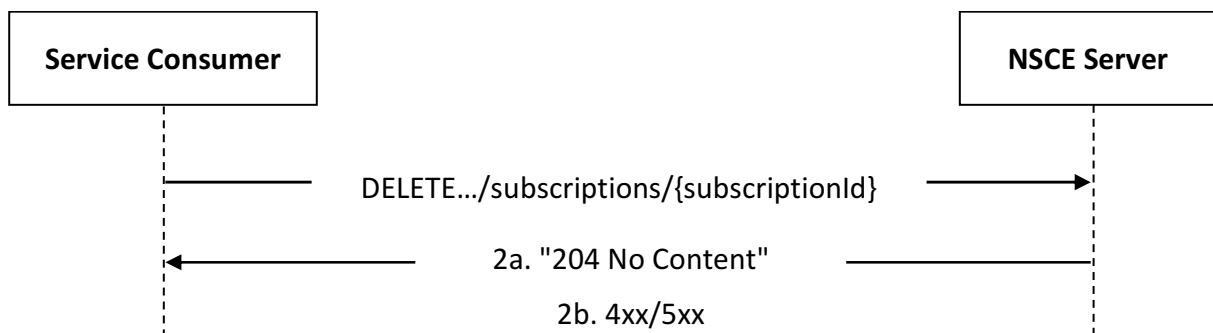 Service Consumer
NSCE Server
DELETE…/subscriptions/{subscriptionId}
2a. "204 No Content"
2b. 4xx/5xx